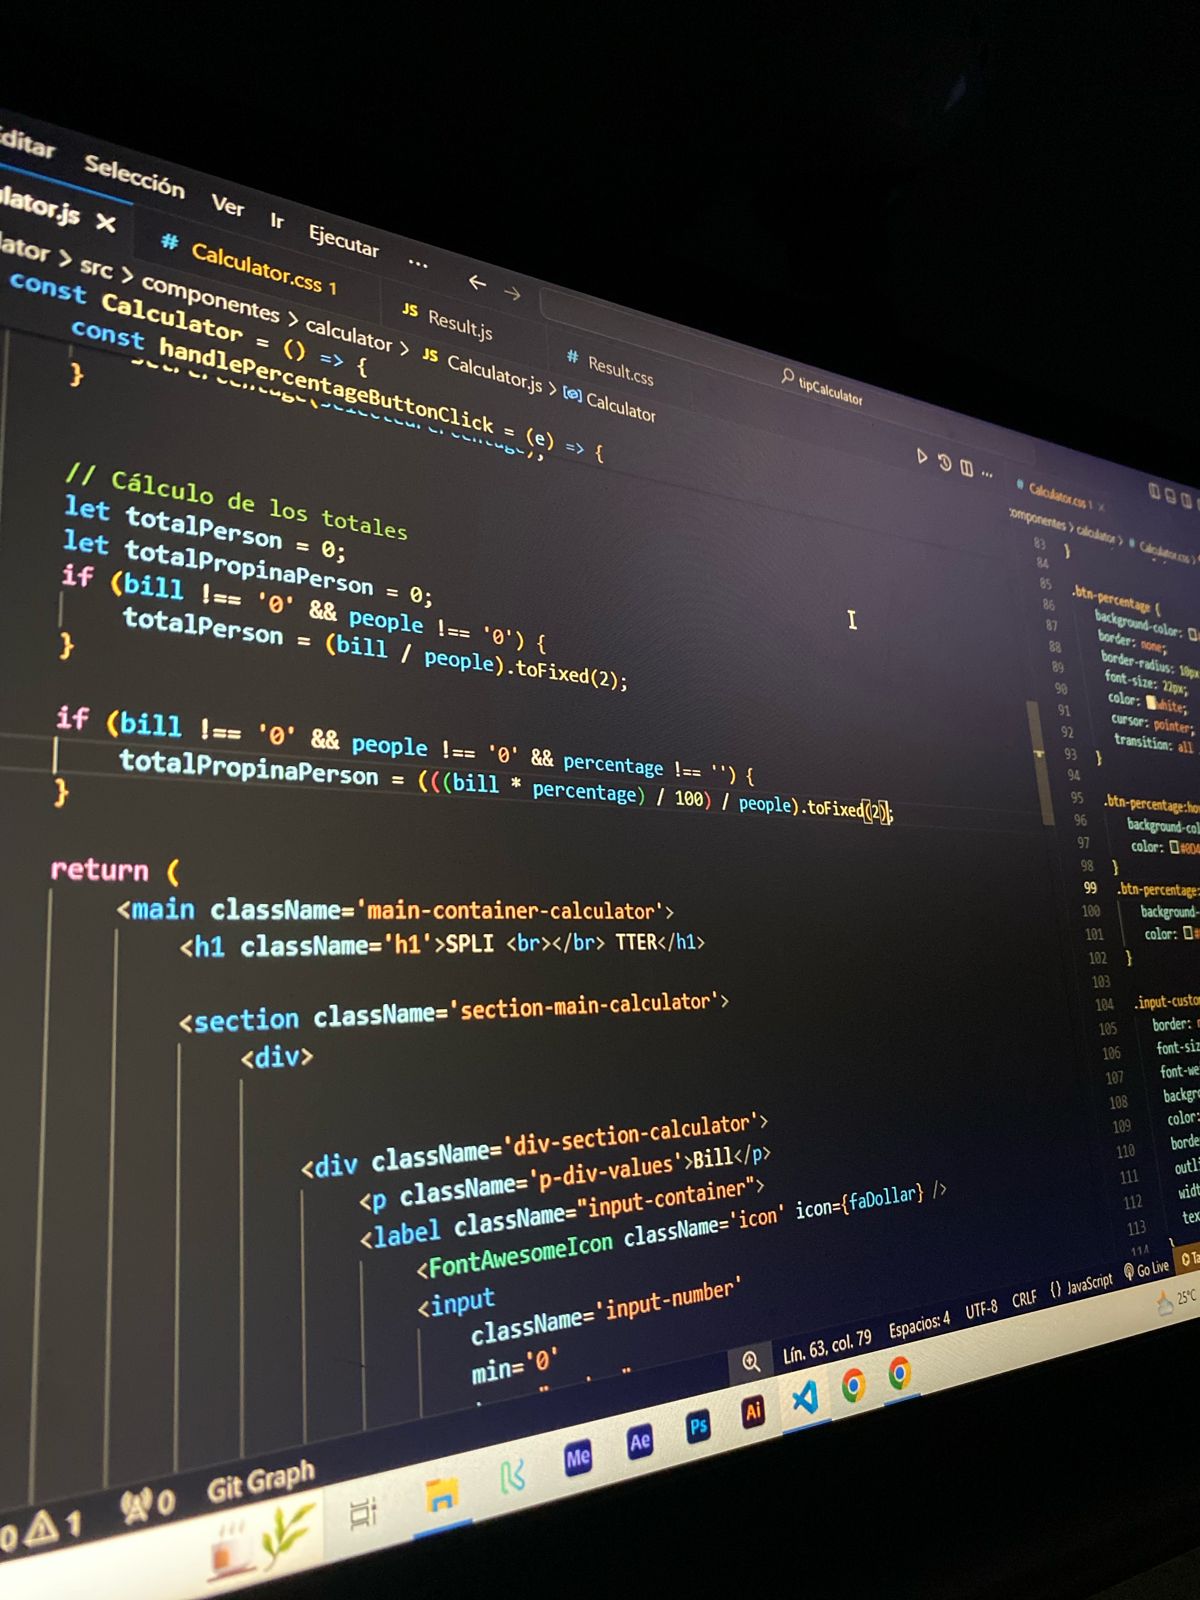 Editar Selección Ver Ir Ejecutar ...
tipCalculator
lator.js
# Calculator.css 1
JS Result.js
# Result.css
lator > src > componentes > calculator > JS Calculator.js > Calculator
const Calculator = () => {
const handlePercentageButtonClick = (e) => {
}
// Cálculo de los totales
let totalPerson = 0;
let totalPropinaPerson = 0;
if (bill !== '0' && people !== '0') {
totalPerson = (bill / people).toFixed(2);
}
if (bill !== '0' && people !== '0' && percentage !== '') {
totalPropinaPerson = (((bill * percentage) / 100) / people).toFixed(2);
}
return (
<main className='main-container-calculator'>
<h1 className='h1'>SPLI <br></br> TTER</h1>
<section className='section-main-calculator'>
<div>
<div className='div-section-calculator'>
<p className='p-div-values'>Bill</p>
<label className="input-container">
<FontAwesomeIcon className='icon' icon={faDollar} />
<input
className='input-number'
min='0'
Calculator.css 1
componentes > calculator > Calculator.css >
83 }
84
85 .btn-percentage {
86 background-color:
87 border: none;
88 border-radius: 10px
89 font-size: 22px;
90 color: white;
91 cursor: pointer;
92 transition: all
93 }
94
95 .btn-percentage:ho
96 background-col
97 color: #0D4
98 }
99 .btn-percentage:
100 background-
101 color: #
102 }
103
104 .input-custo
105 border: n
106 font-siz
107 font-we
108 backgro
109 color:
110 borde
111 outli
112 widt
113 tex
114
0 1 0 Git Graph
Lín. 63, col. 79 Espacios: 4 UTF-8 CRLF {} JavaScript Go Live Ta
Me Ae Ps Ai 25°C